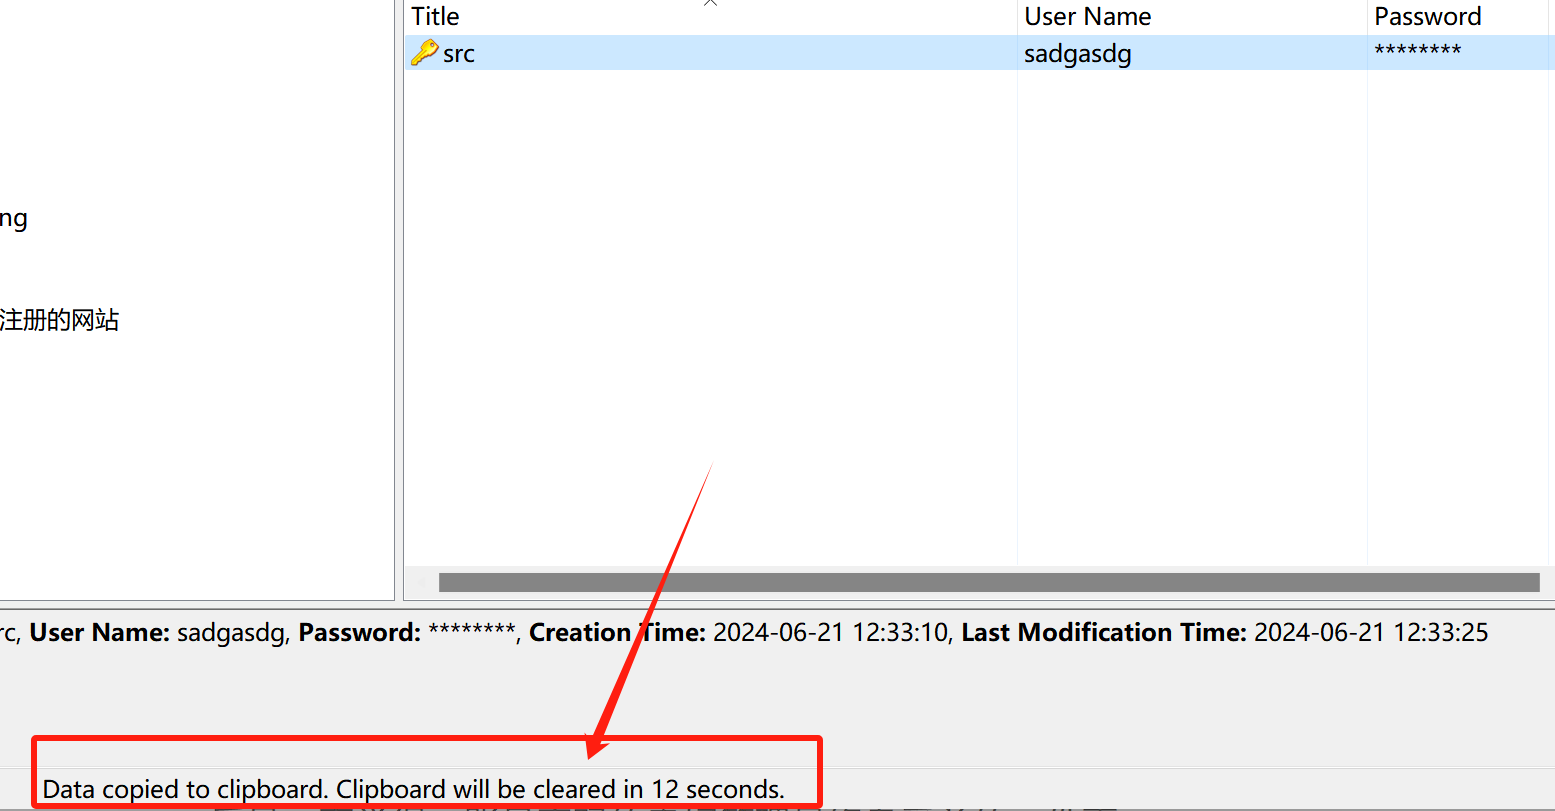 Title User Name Password
src sadgasdg ********
ng
注册的网站
rc, User Name: sadgasdg, Password: ********, Creation Time: 2024-06-21 12:33:10, Last Modification Time: 2024-06-21 12:33:25
Data copied to clipboard. Clipboard will be cleared in 12 seconds.